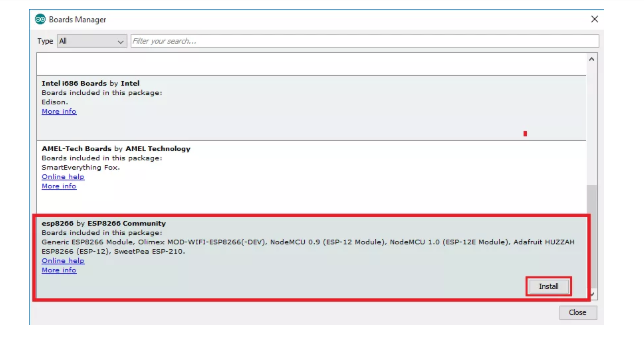 Boards Manager
Type All Filter your search...
Intel i686 Boards by Intel
Boards included in this package:
Edison.
More info
AMEL-Tech Boards by AMEL Technology
Boards included in this package:
SmartEverything Fox.
Online help
More info
esp8266 by ESP8266 Community
Boards included in this package:
Generic ESP8266 Module, Olimex MOD-WIFI-ESP8266(-DEV), NodeMCU 0.9 (ESP-12 Module), NodeMCU 1.0 (ESP-12E Module), Adafruit HUZZAH
ESP8266 (ESP-12), SweetPea ESP-210.
Online help
More info
Install
Close